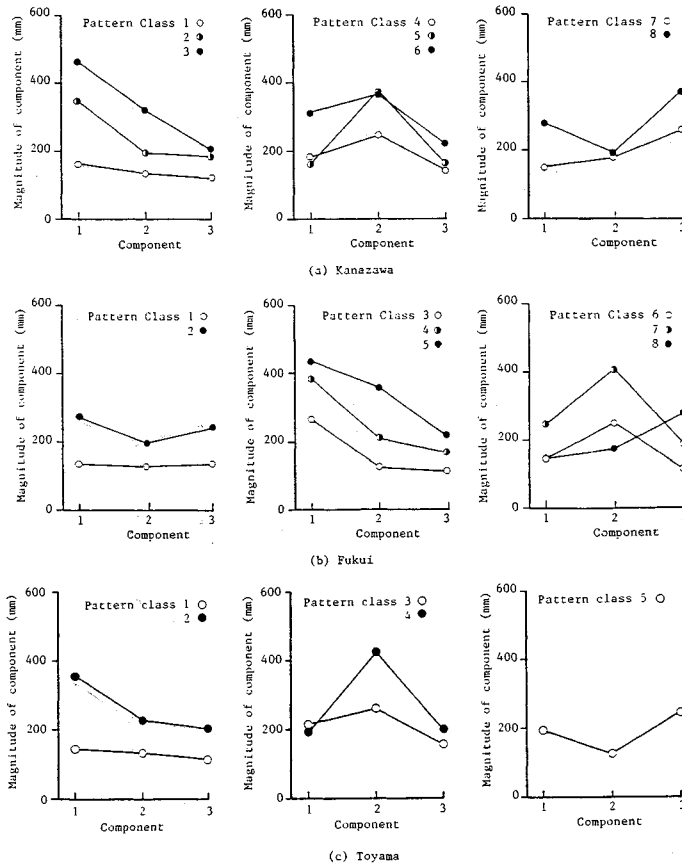 Magnitude of component (mm)
600
400
200
0
Pattern Class 1 ○
2 ◑
3 ●
1 2 3
Component
Magnitude of component (mm)
600
400
200
0
Pattern Class 4 ○
5 ◑
6 ●
1 2 3
Component
Magnitude of component (mm)
600
400
200
0
Pattern Class 7 ○
8 ●
1 2 3
Component
(a) Kanazawa
Magnitude of component (mm)
600
400
200
0
Pattern Class 1 ○
2 ●
1 2 3
Component
Magnitude of component (mm)
600
400
200
0
Pattern Class 3 ○
4 ◑
5 ●
1 2 3
Component
Magnitude of component (mm)
600
400
200
0
Pattern Class 6 ○
7 ◑
8 ●
1 2 3
Component
(b) Fukui
Magnitude of component (mm)
600
400
200
0
Pattern class 1 ○
2 ●
1 2 3
Component
Magnitude of component (mm)
600
400
200
0
Pattern class 3 ○
4 ●
1 2 3
Component
Magnitude of component (mm)
600
400
200
0
Pattern class 5 ○
1 2 3
Component
(c) Toyama